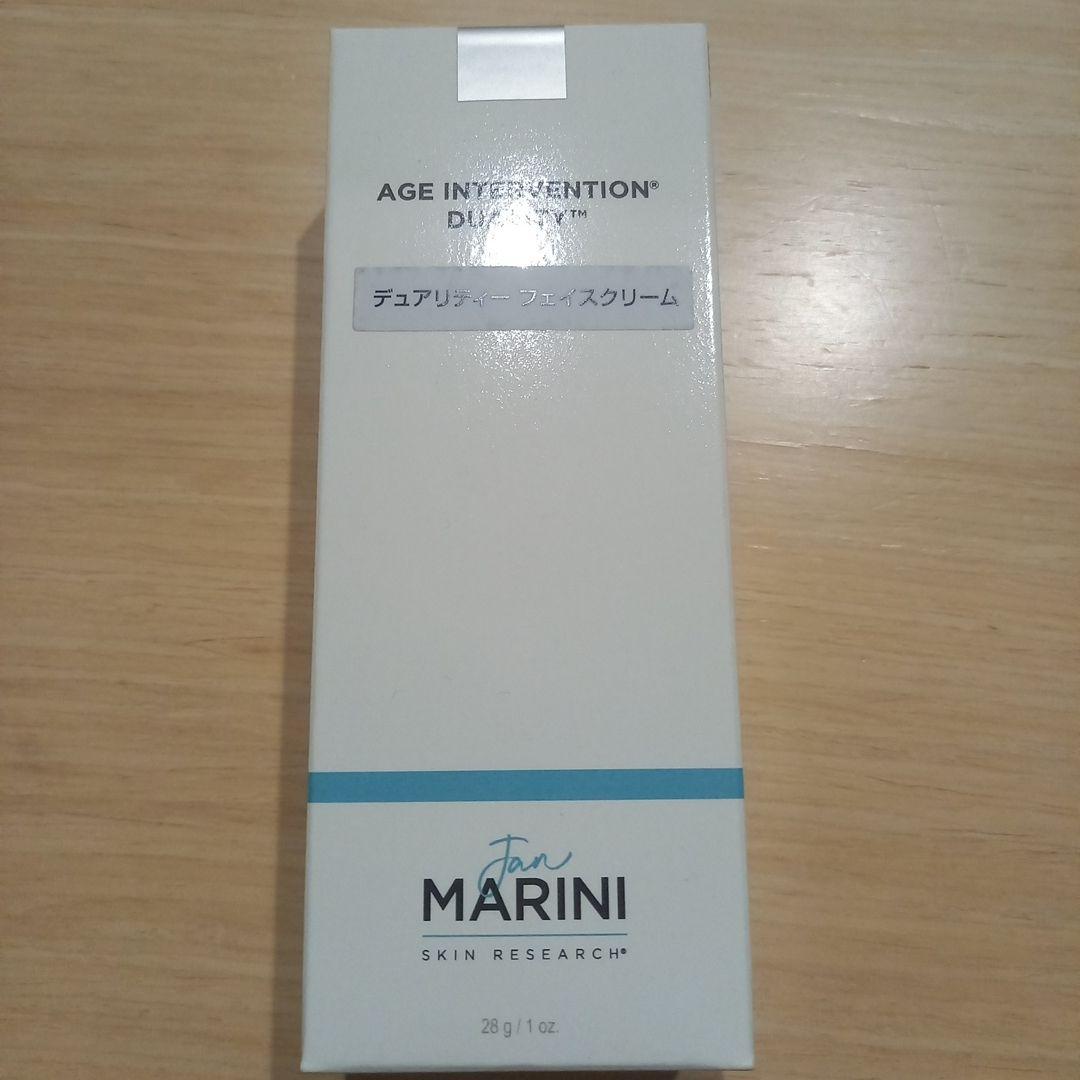 AGE INTERVENTION®
DUALITY™
デュアリティー フェイスクリーム
Jan
MARINI
SKIN RESEARCH®
28 g / 1 oz.